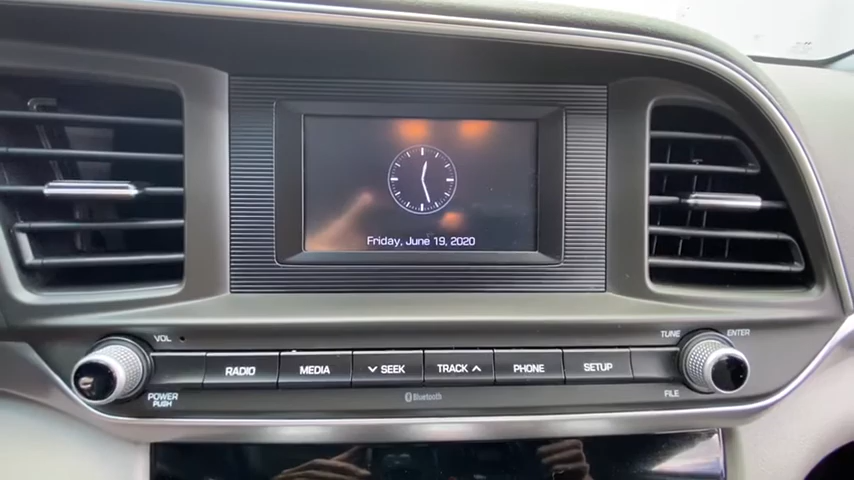 Friday, June 19, 2020
VOL
TUNE
ENTER
RADIO
MEDIA
SEEK
TRACK
PHONE
SETUP
POWER
PUSH
Bluetooth
FILE